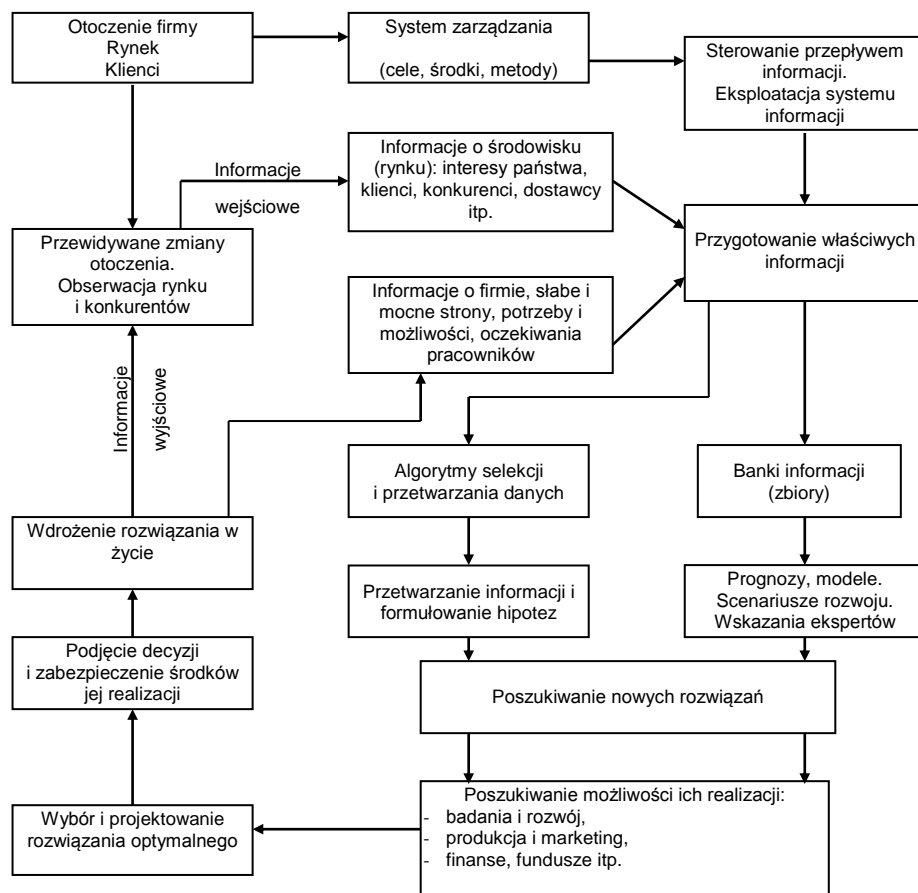 Otoczenie firmy
Rynek
Klienci
System zarządzania
(cele, środki, metody)
Sterowanie przepływem
informacji.
Eksploatacja systemu
informacji
Informacje
wejściowe
Informacje o środowisku
(rynku): interesy państwa,
klienci, konkurenci, dostawcy
itp.
Przewidywane zmiany
otoczenia.
Obserwacja rynku
i konkurentów
Przygotowanie właściwych
informacji
Informacje o firmie, słabe i
mocne strony, potrzeby i
możliwości, oczekiwania
pracowników
Informacje
wyjściowe
Algorytmy selekcji
i przetwarzania danych
Banki informacji
(zbiory)
Wdrożenie rozwiązania w
życie
Przetwarzanie informacji i
formułowanie hipotez
Prognozy, modele.
Scenariusze rozwoju.
Wskazania ekspertów
Podjęcie decyzji
i zabezpieczenie środków
jej realizacji
Poszukiwanie nowych rozwiązań
Wybór i projektowanie
rozwiązania optymalnego
Poszukiwanie możliwości ich realizacji:
- badania i rozwój,
- produkcja i marketing,
- finanse, fundusze itp.